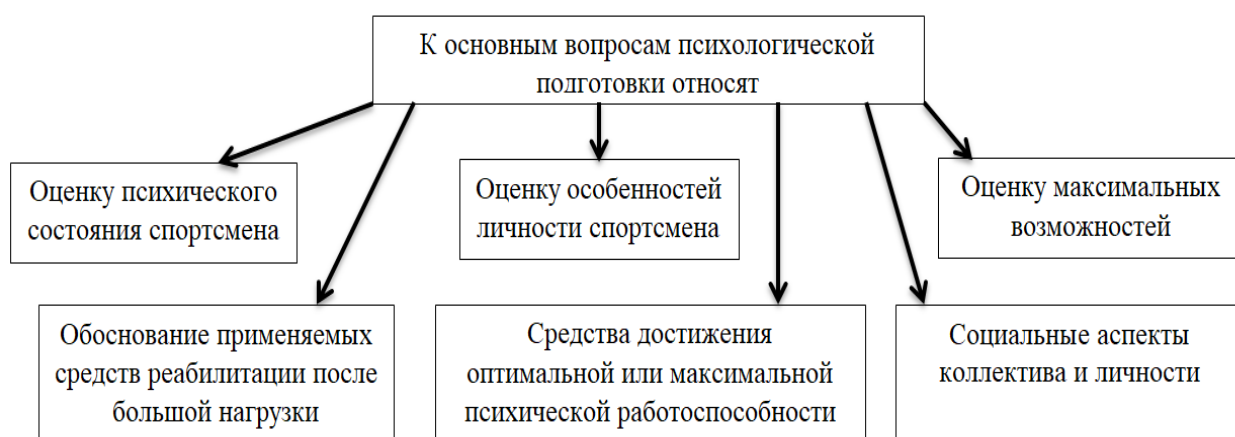 К основным вопросам психологической
подготовки относят
Оценку психического
состояния спортсмена
Оценку особенностей
личности спортсмена
Оценку максимальных
возможностей
Обоснование применяемых
средств реабилитации после
большой нагрузки
Средства достижения
оптимальной или максимальной
психической работоспособности
Социальные аспекты
коллектива и личности